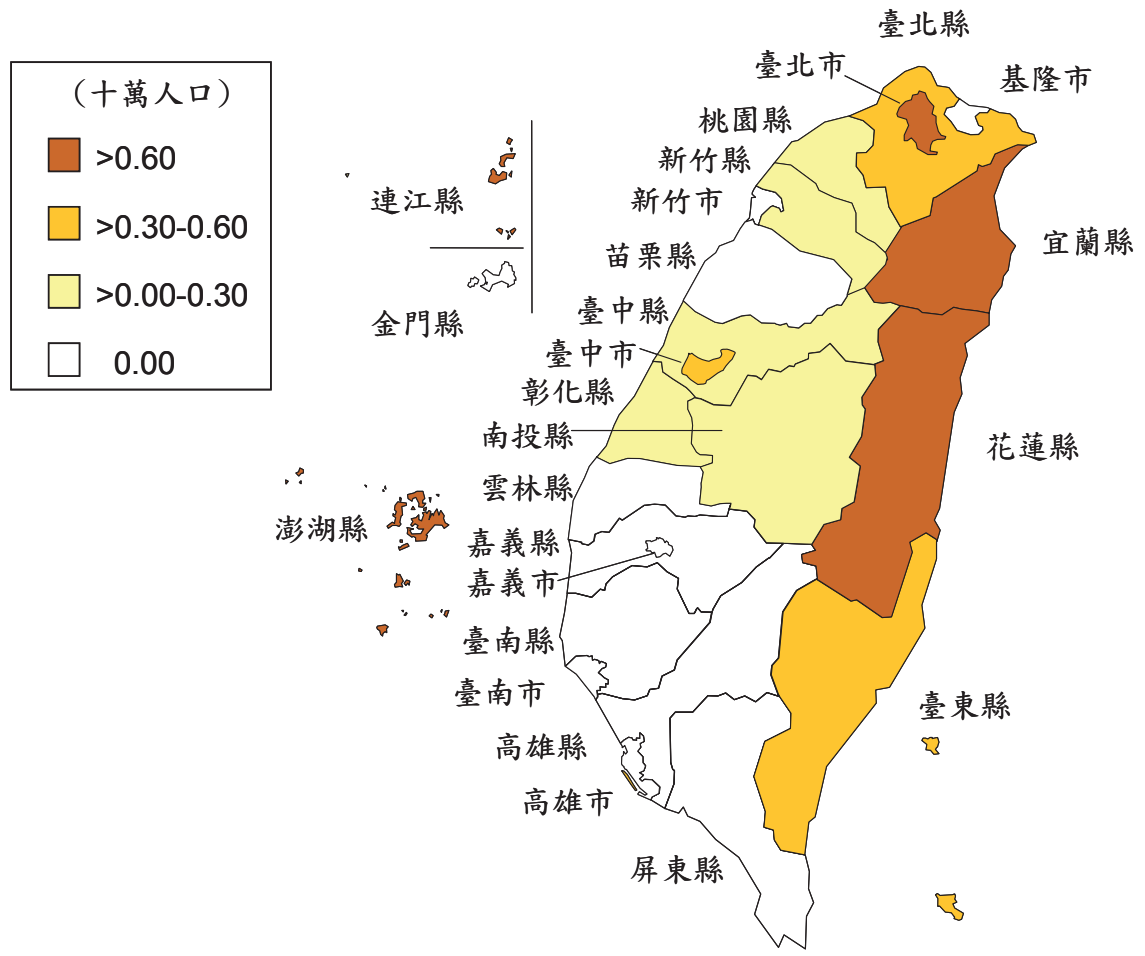 （十萬人口）
>0.60
>0.30-0.60
>0.00-0.30
0.00
臺北縣
臺北市
基隆市
桃園縣
新竹縣
新竹市
連江縣
宜蘭縣
苗栗縣
臺中縣
金門縣
臺中市
彰化縣
南投縣
花蓮縣
雲林縣
澎湖縣
嘉義縣
嘉義市
臺南縣
臺南市
臺東縣
高雄縣
高雄市
屏東縣